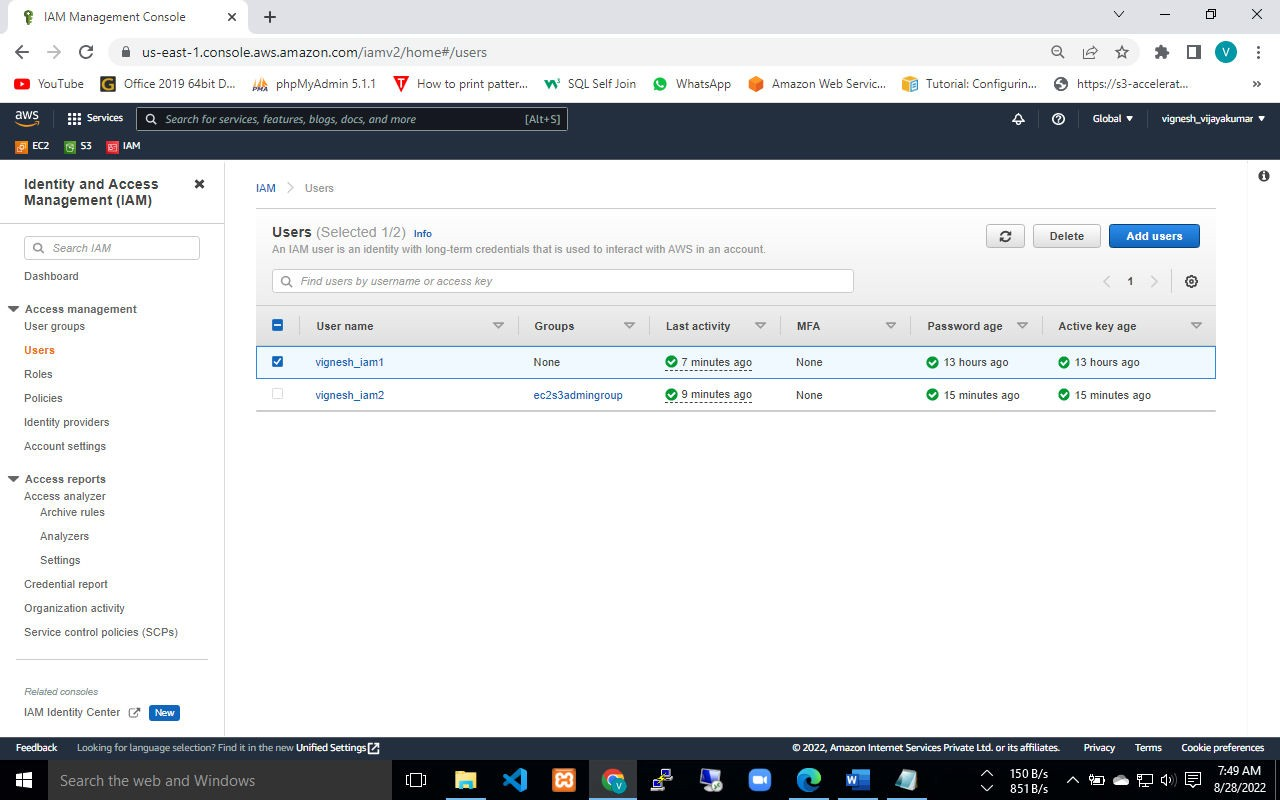 IAM Management Console
us-east-1.console.aws.amazon.com/iamv2/home#/users
V
YouTube
Office 2019 64bit D...
phpMyAdmin 5.1.1
How to print patter...
SQL Self Join
WhatsApp
Amazon Web Servic...
Tutorial: Configurin...
https://s3-accelerat...
»
aws
Services
Search for services, features, blogs, docs, and more [Alt+S]
Global
vignesh_vijayakumar
EC2
S3
IAM
Identity and Access
Management (IAM)
Search IAM
Dashboard
Access management
User groups
Users
Roles
Policies
Identity providers
Account settings
Access reports
Access analyzer
Archive rules
Analyzers
Settings
Credential report
Organization activity
Service control policies (SCPs)
Related consoles
IAM Identity Center New
IAM > Users
Users (Selected 1/2) Info
An IAM user is an identity with long-term credentials that is used to interact with AWS in an account.
Delete
Add users
Find users by username or access key
1
User name Groups Last activity MFA Password age Active key age
vignesh_iam1 None 7 minutes ago None 13 hours ago 13 hours ago
vignesh_iam2 ec2s3admingroup 9 minutes ago None 15 minutes ago 15 minutes ago
Feedback Looking for language selection? Find it in the new Unified Settings
© 2022, Amazon Internet Services Private Ltd. or its affiliates. Privacy Terms Cookie preferences
Search the web and Windows
150 B/s
851 B/s
7:49 AM
8/28/2022